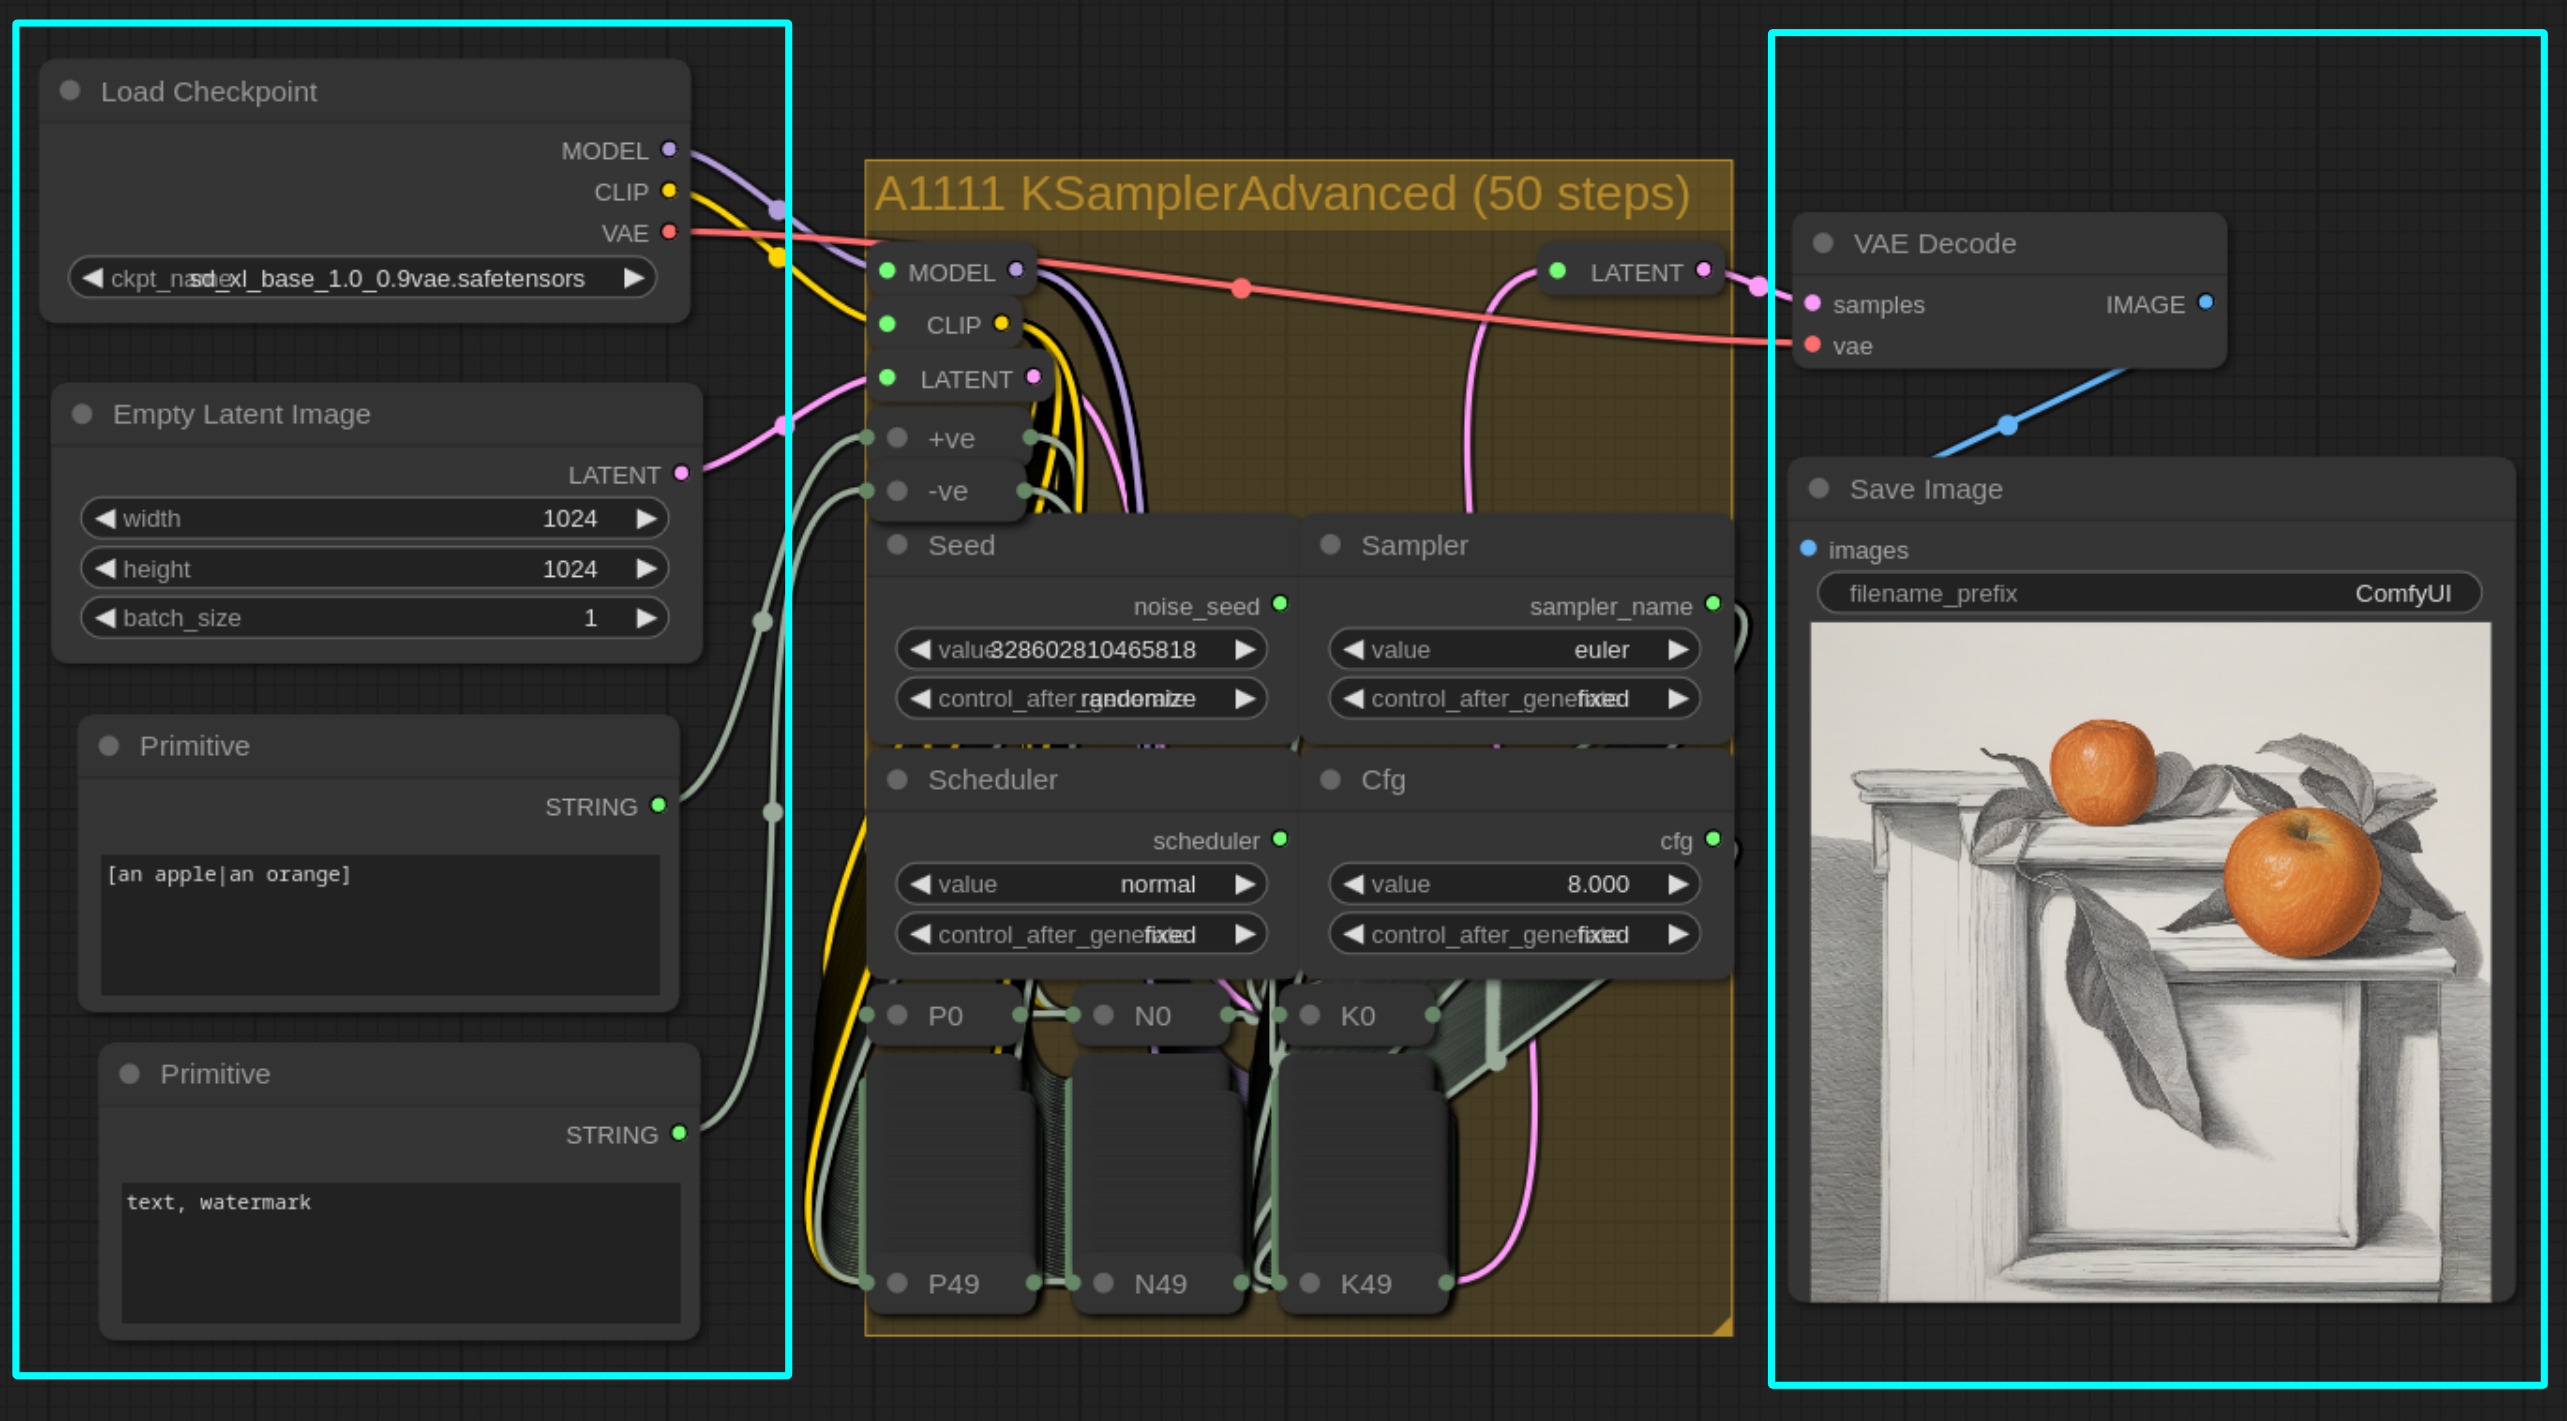 Load Checkpoint
MODEL
CLIP
VAE
ckpt_name sd_xl_base_1.0_0.9vae.safetensors
Empty Latent Image
LATENT
width 1024
height 1024
batch_size 1
Primitive
STRING
[an apple|an orange]
Primitive
STRING
text, watermark
A1111 KSamplerAdvanced (50 steps)
MODEL
CLIP
LATENT
+ve
-ve
LATENT
Seed
noise_seed
value 328602810465818
control_after_generate randomize
Sampler
sampler_name
value euler
control_after_generate fixed
Scheduler
scheduler
value normal
control_after_generate fixed
Cfg
cfg
value 8.000
control_after_generate fixed
P0 N0 K0
P49 N49 K49
VAE Decode
samples IMAGE
vae
Save Image
images
filename_prefix ComfyUI